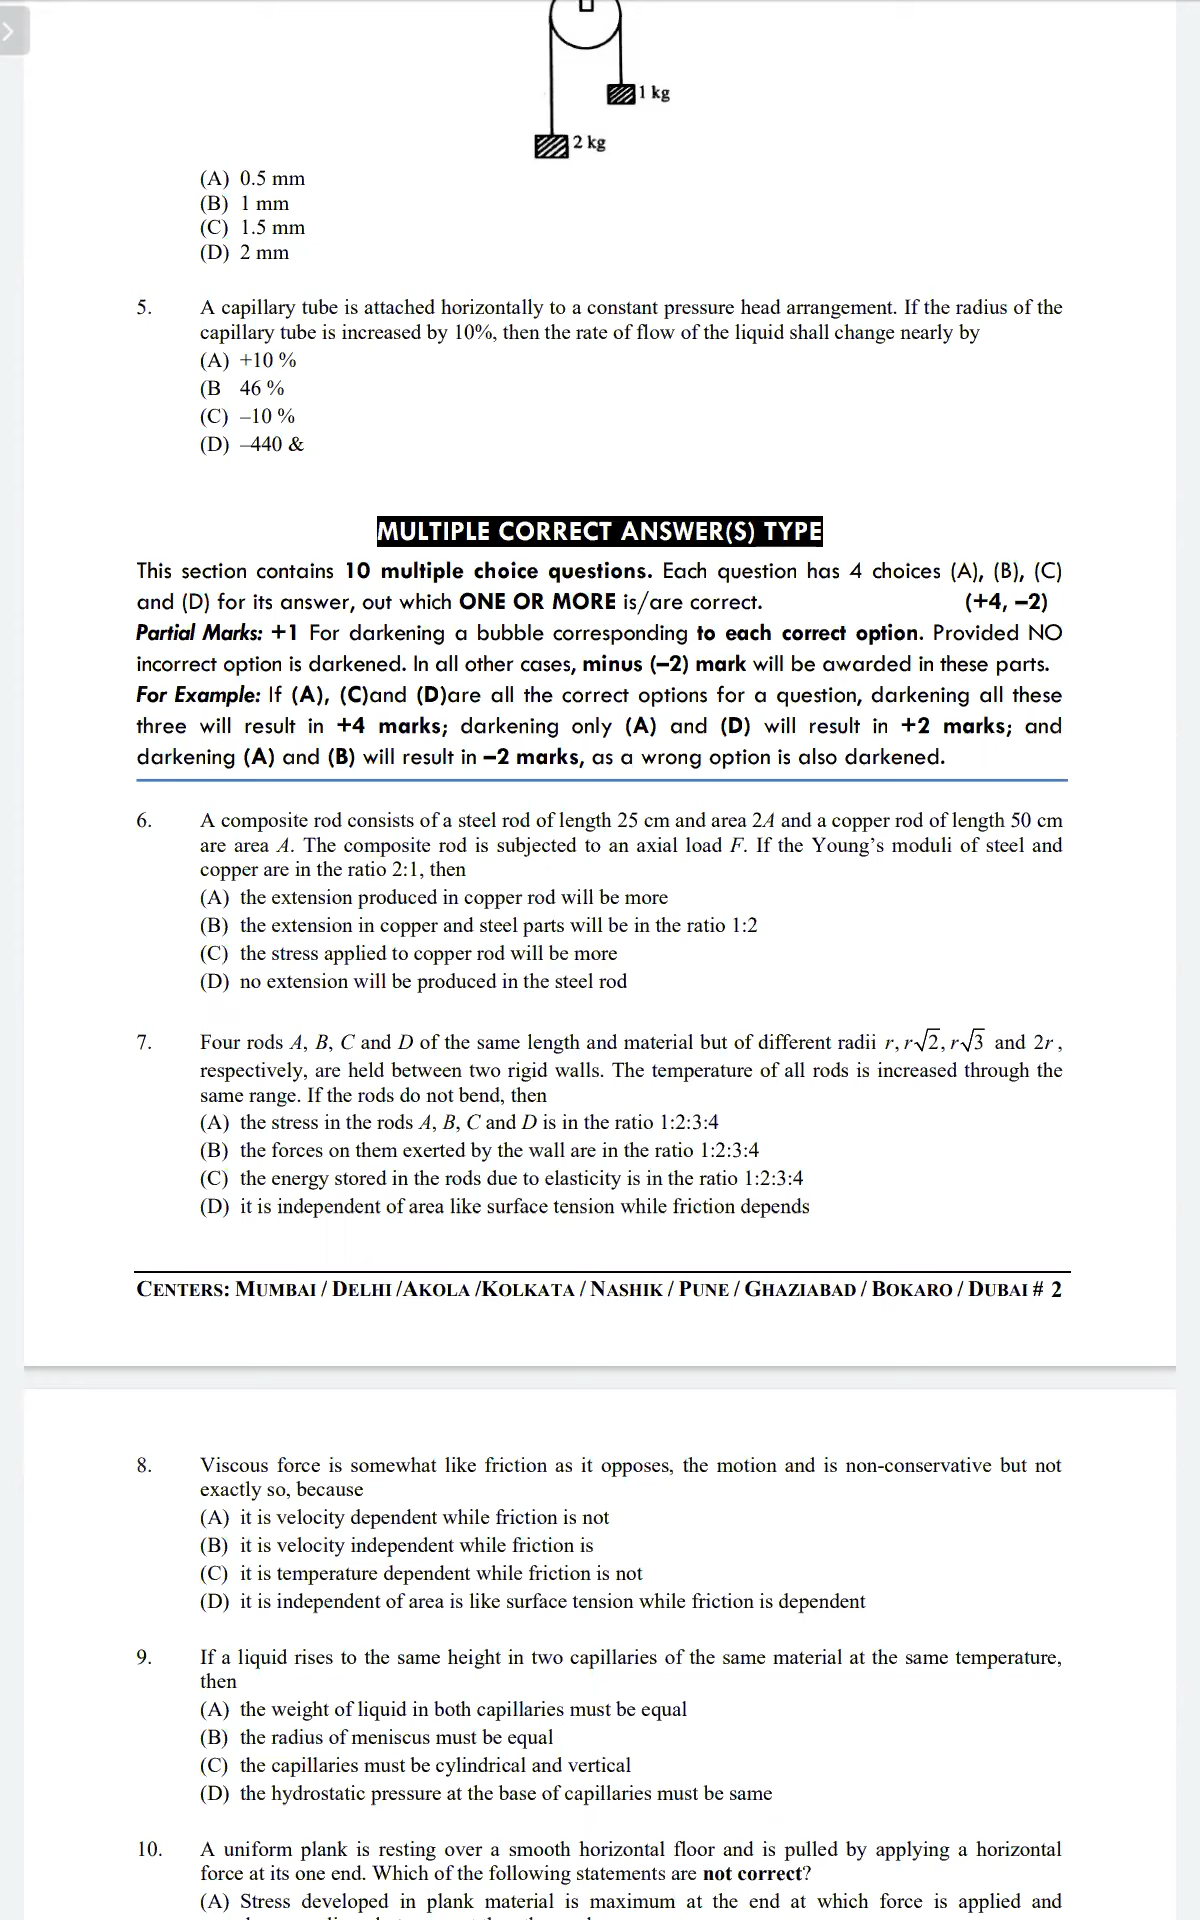 1 kg
2 kg
(A) 0.5 mm
(B) 1 mm
(C) 1.5 mm
(D) 2 mm
5. A capillary tube is attached horizontally to a constant pressure head arrangement. If the radius of the
capillary tube is increased by 10%, then the rate of flow of the liquid shall change nearly by
(A) +10 %
(B 46 %
(C) –10 %
(D) –440 &
MULTIPLE CORRECT ANSWER(S) TYPE
This section contains 10 multiple choice questions. Each question has 4 choices (A), (B), (C)
and (D) for its answer, out which ONE OR MORE is/are correct. (+4, –2)
Partial Marks: +1 For darkening a bubble corresponding to each correct option. Provided NO
incorrect option is darkened. In all other cases, minus (–2) mark will be awarded in these parts.
For Example: If (A), (C)and (D)are all the correct options for a question, darkening all these
three will result in +4 marks; darkening only (A) and (D) will result in +2 marks; and
darkening (A) and (B) will result in –2 marks, as a wrong option is also darkened.
6. A composite rod consists of a steel rod of length 25 cm and area 2A and a copper rod of length 50 cm
are area A. The composite rod is subjected to an axial load F. If the Young’s moduli of steel and
copper are in the ratio 2:1, then
(A) the extension produced in copper rod will be more
(B) the extension in copper and steel parts will be in the ratio 1:2
(C) the stress applied to copper rod will be more
(D) no extension will be produced in the steel rod
7. Four rods A, B, C and D of the same length and material but of different radii r, r√2, r√3 and 2r ,
respectively, are held between two rigid walls. The temperature of all rods is increased through the
same range. If the rods do not bend, then
(A) the stress in the rods A, B, C and D is in the ratio 1:2:3:4
(B) the forces on them exerted by the wall are in the ratio 1:2:3:4
(C) the energy stored in the rods due to elasticity is in the ratio 1:2:3:4
(D) it is independent of area like surface tension while friction depends
CENTERS: MUMBAI / DELHI /AKOLA /KOLKATA / NASHIK / PUNE / GHAZIABAD / BOKARO / DUBAI # 2
8. Viscous force is somewhat like friction as it opposes, the motion and is non-conservative but not
exactly so, because
(A) it is velocity dependent while friction is not
(B) it is velocity independent while friction is
(C) it is temperature dependent while friction is not
(D) it is independent of area is like surface tension while friction is dependent
9. If a liquid rises to the same height in two capillaries of the same material at the same temperature,
then
(A) the weight of liquid in both capillaries must be equal
(B) the radius of meniscus must be equal
(C) the capillaries must be cylindrical and vertical
(D) the hydrostatic pressure at the base of capillaries must be same
10. A uniform plank is resting over a smooth horizontal floor and is pulled by applying a horizontal
force at its one end. Which of the following statements are not correct?
(A) Stress developed in plank material is maximum at the end at which force is applied and